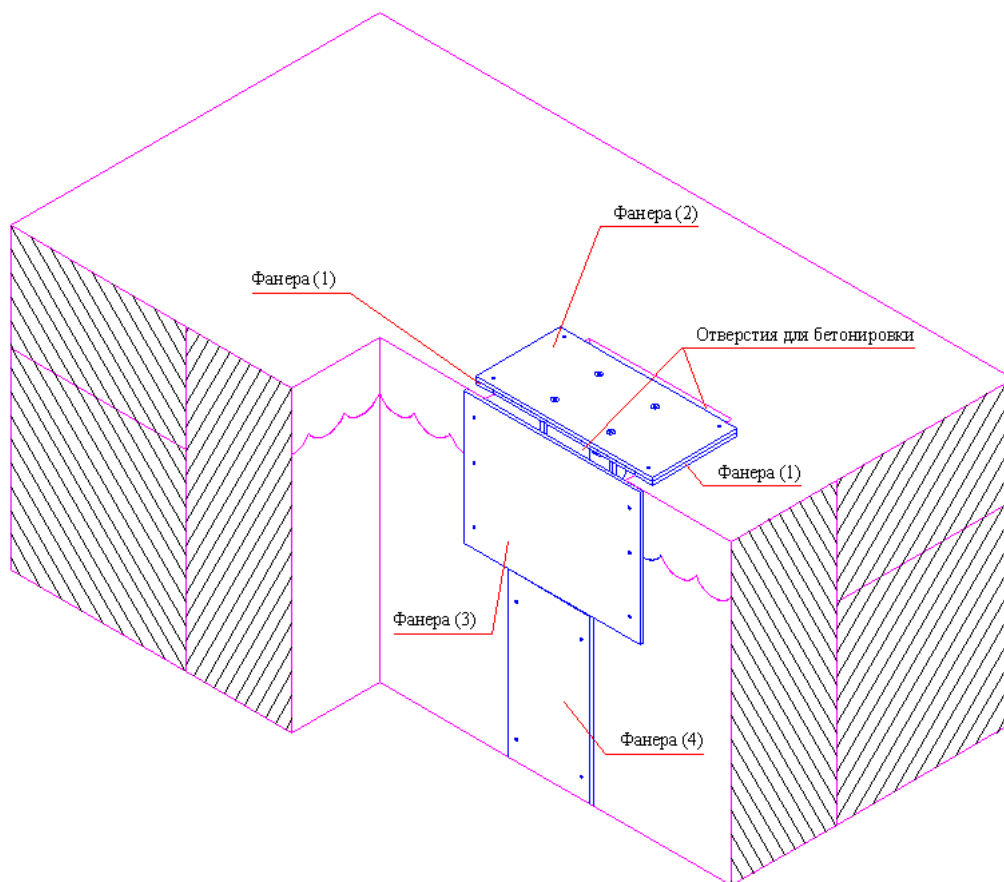 Фанера (2)
Фанера (1)
Отверстия для бетонировки
Фанера (1)
Фанера (3)
Фанера (4)